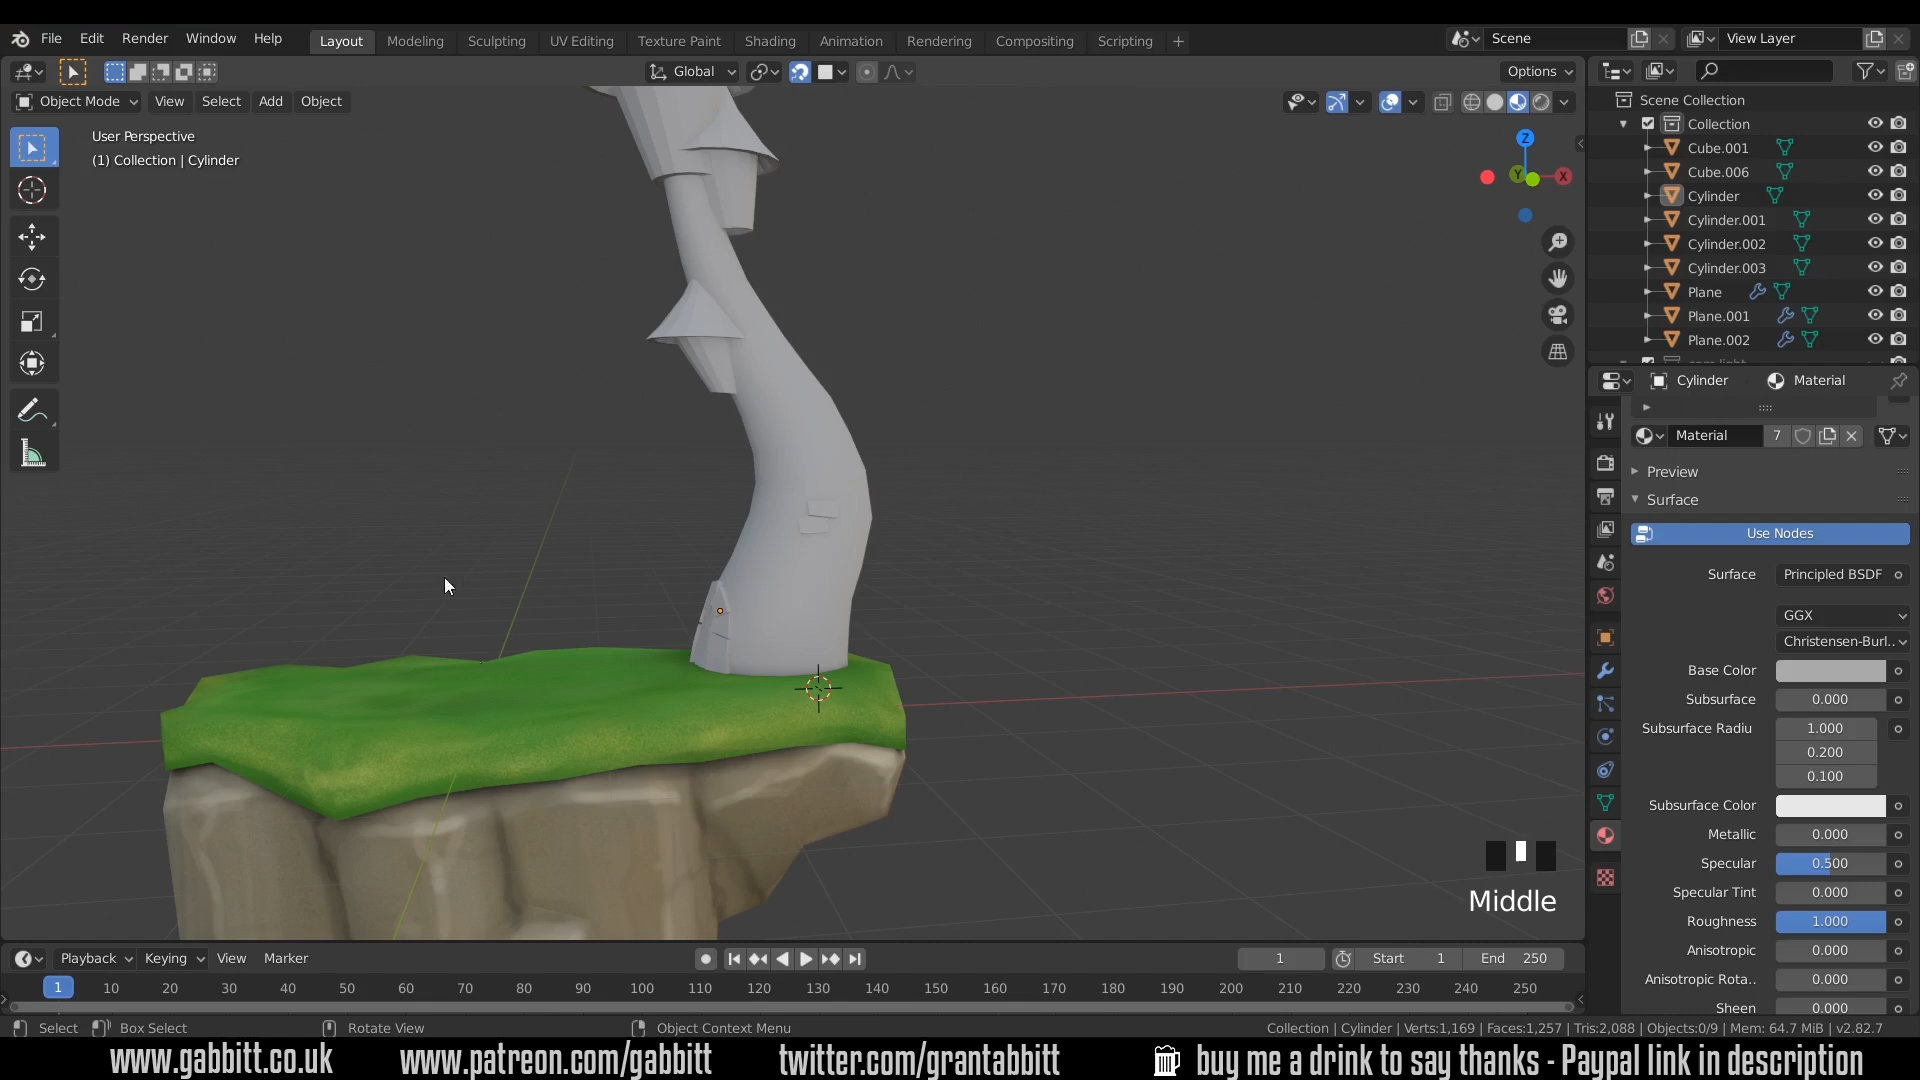 File Edit Render Window Help Layout Modeling Sculpting UV Editing Texture Paint Shading Animation Rendering Compositing Scripting + Scene View Layer
Global Options
Object Mode View Select Add Object
User Perspective
(1) Collection | Cylinder
Z
Y X
Scene Collection
Collection
Cube.001
Cube.006
Cylinder
Cylinder.001
Cylinder.002
Cylinder.003
Plane
Plane.001
Plane.002
Cylinder Material
Material 7
Preview
Surface
Use Nodes
Surface Principled BSDF
GGX
Christensen-Burl..
Base Color
Subsurface 0.000
Subsurface Radiu 1.000
0.200
0.100
Subsurface Color
Metallic 0.000
Specular 0.500
Specular Tint 0.000
Roughness 1.000
Anisotropic 0.000
Anisotropic Rota.. 0.000
Sheen 0.000
Middle
Playback Keying View Marker 1 Start 1 End 250
1 10 20 30 40 50 60 70 80 90 100 110 120 130 140 150 160 170 180 190 200 210 220 230 240 250
Select Box Select Rotate View Object Context Menu Collection | Cylinder | Verts:1,169 | Faces:1,257 | Tris:2,088 | Objects:0/9 | Mem: 64.7 MiB | v2.82.7
www.gabbitt.co.uk www.patreon.com/gabbitt twitter.com/grantabbitt buy me a drink to say thanks - Paypal link in description